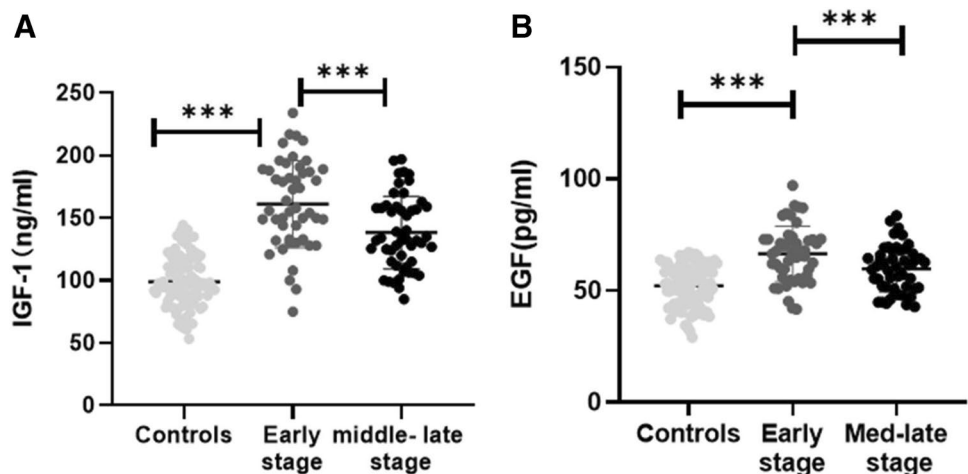 A
IGF-1 (ng/ml)
250
200
150
100
50
0
***
***
Controls
Early
stage
middle- late
stage
B
EGF(pg/ml)
150
100
50
0
***
***
Controls
Early
stage
Med-late
stage